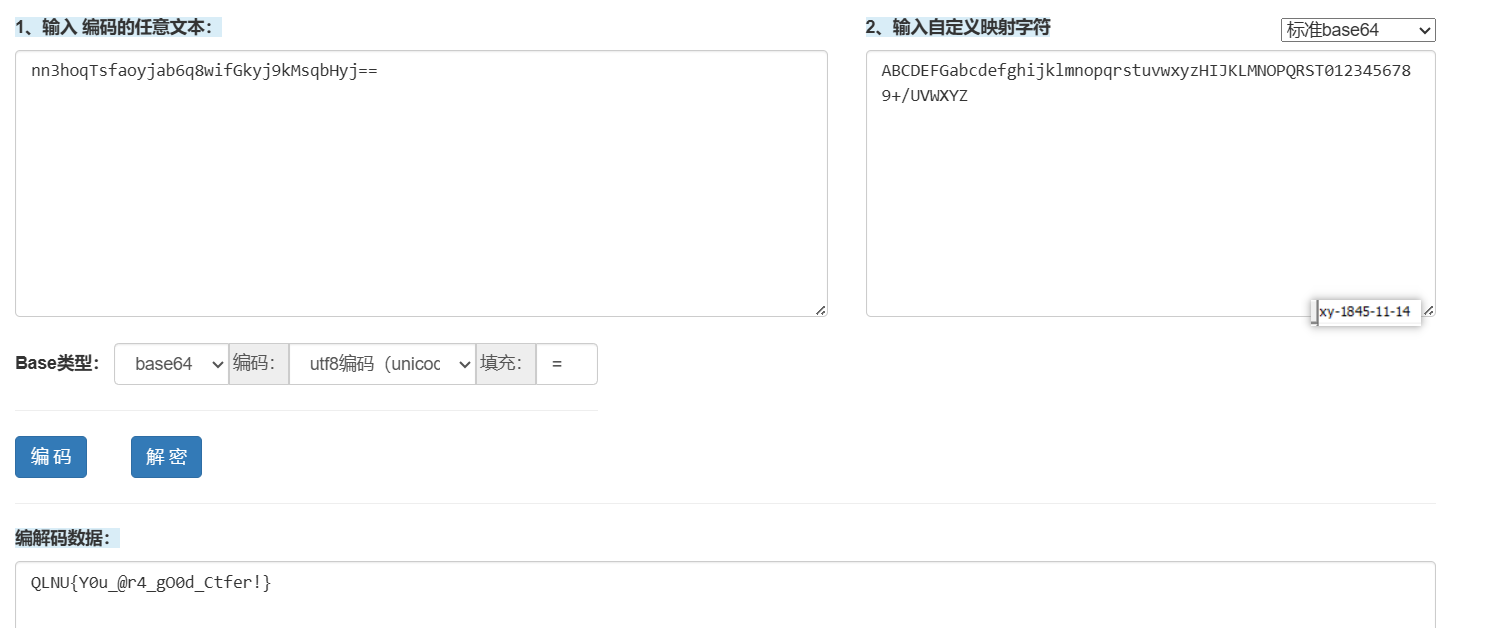 1、输入 编码的任意文本：
2、输入自定义映射字符
标准base64
nn3hoqTsfaoyjab6q8wifGkyj9kMsqbHyj==
ABCDEFGabcdefghijklmnopqrstuvwxyzHIJKLMNOPQRST012345678
9+/UVWXYZ
xy-1845-11-14
Base类型： base64 编码： utf8编码（unicoc 填充： =
编 码 解 密
编解码数据：
QLNU{Y0u_@r4_gO0d_Ctfer!}